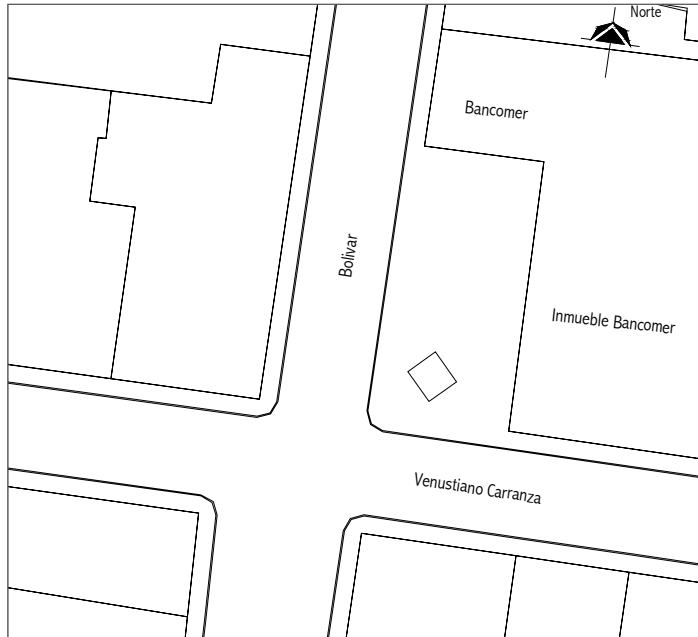 Norte
Bancomer
Bolivar
Inmueble Bancomer
Venustiano Carranza